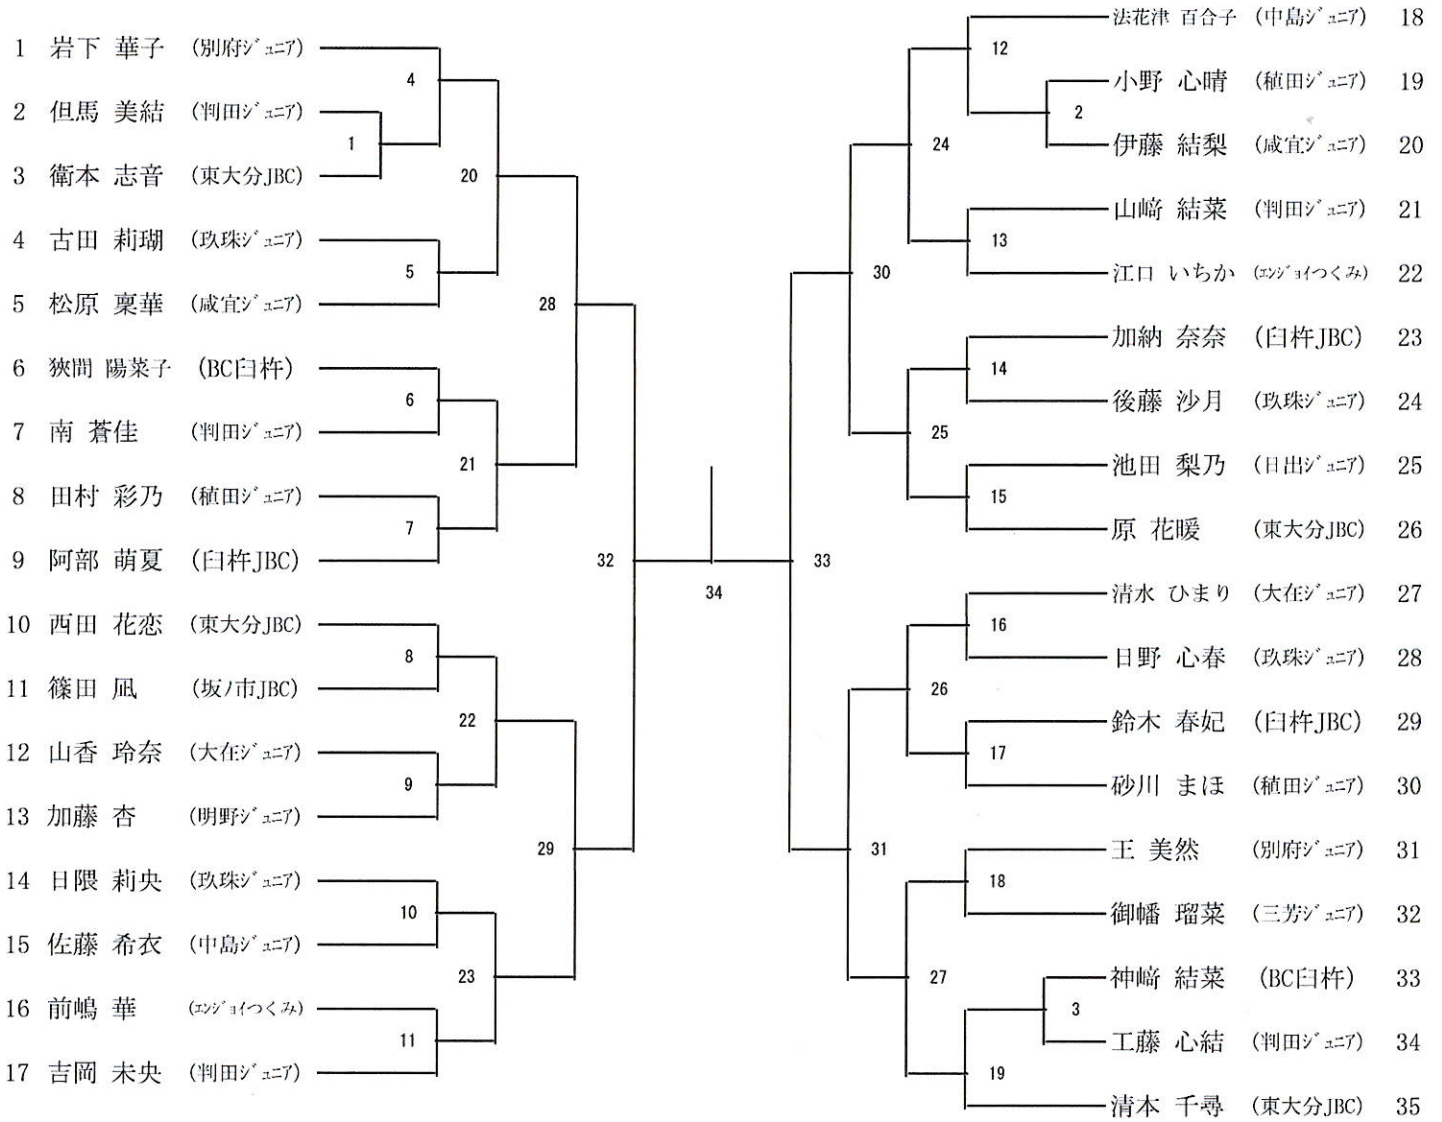 1 岩下 華子 (別府ジュニア)
4
2 但馬 美結 (判田ジュニア)
1
3 衛本 志音 (東大分JBC)
20
4 古田 莉瑚 (玖珠ジュニア)
5
5 松原 稟華 (咸宜ジュニア)
28
6 狹間 陽菜子 (BC臼杵)
6
7 南 蒼佳 (判田ジュニア)
21
8 田村 彩乃 (稙田ジュニア)
7
9 阿部 萌夏 (臼杵JBC)
32
10 西田 花恋 (東大分JBC)
8
11 篠田 凪 (坂ノ市JBC)
22
12 山香 玲奈 (大在ジュニア)
9
13 加藤 杏 (明野ジュニア)
29
14 日隈 莉央 (玖珠ジュニア)
10
15 佐藤 希衣 (中島ジュニア)
23
16 前嶋 華 (エンジョイつくみ)
11
17 吉岡 未央 (判田ジュニア)
34
法花津 百合子 (中島ジュニア) 18
12
小野 心晴 (稙田ジュニア) 19
2
伊藤 結梨 (咸宜ジュニア) 20
24
山﨑 結菜 (判田ジュニア) 21
13
江口 いちか (エンジョイつくみ) 22
30
加納 奈奈 (臼杵JBC) 23
14
後藤 沙月 (玖珠ジュニア) 24
25
池田 梨乃 (日出ジュニア) 25
15
原 花暖 (東大分JBC) 26
33
清水 ひまり (大在ジュニア) 27
16
日野 心春 (玖珠ジュニア) 28
26
鈴木 春妃 (臼杵JBC) 29
17
砂川 まほ (稙田ジュニア) 30
31
王 美然 (別府ジュニア) 31
18
御幡 瑠菜 (三芳ジュニア) 32
27
神﨑 結菜 (BC臼杵) 33
3
工藤 心結 (判田ジュニア) 34
19
清本 千尋 (東大分JBC) 35